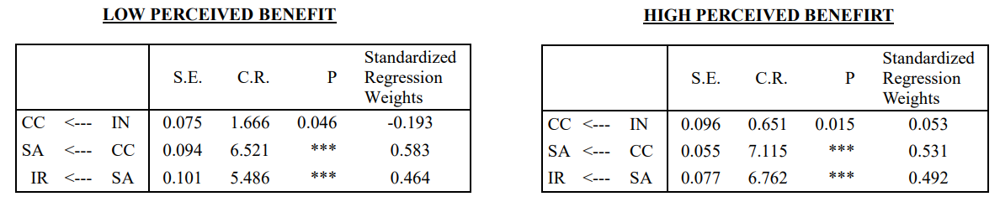 LOW PERCEIVED BENEFIT
Standardized
S.E. C.R. P Regression
Weights
CC <--- IN 0.075 1.666 0.046 -0.193
SA <--- CC 0.094 6.521 *** 0.583
IR <--- SA 0.101 5.486 *** 0.464
HIGH PERCEIVED BENEFIRT
Standardized
S.E. C.R. P Regression
Weights
CC <--- IN 0.096 0.651 0.015 0.053
SA <--- CC 0.055 7.115 *** 0.531
IR <--- SA 0.077 6.762 *** 0.492